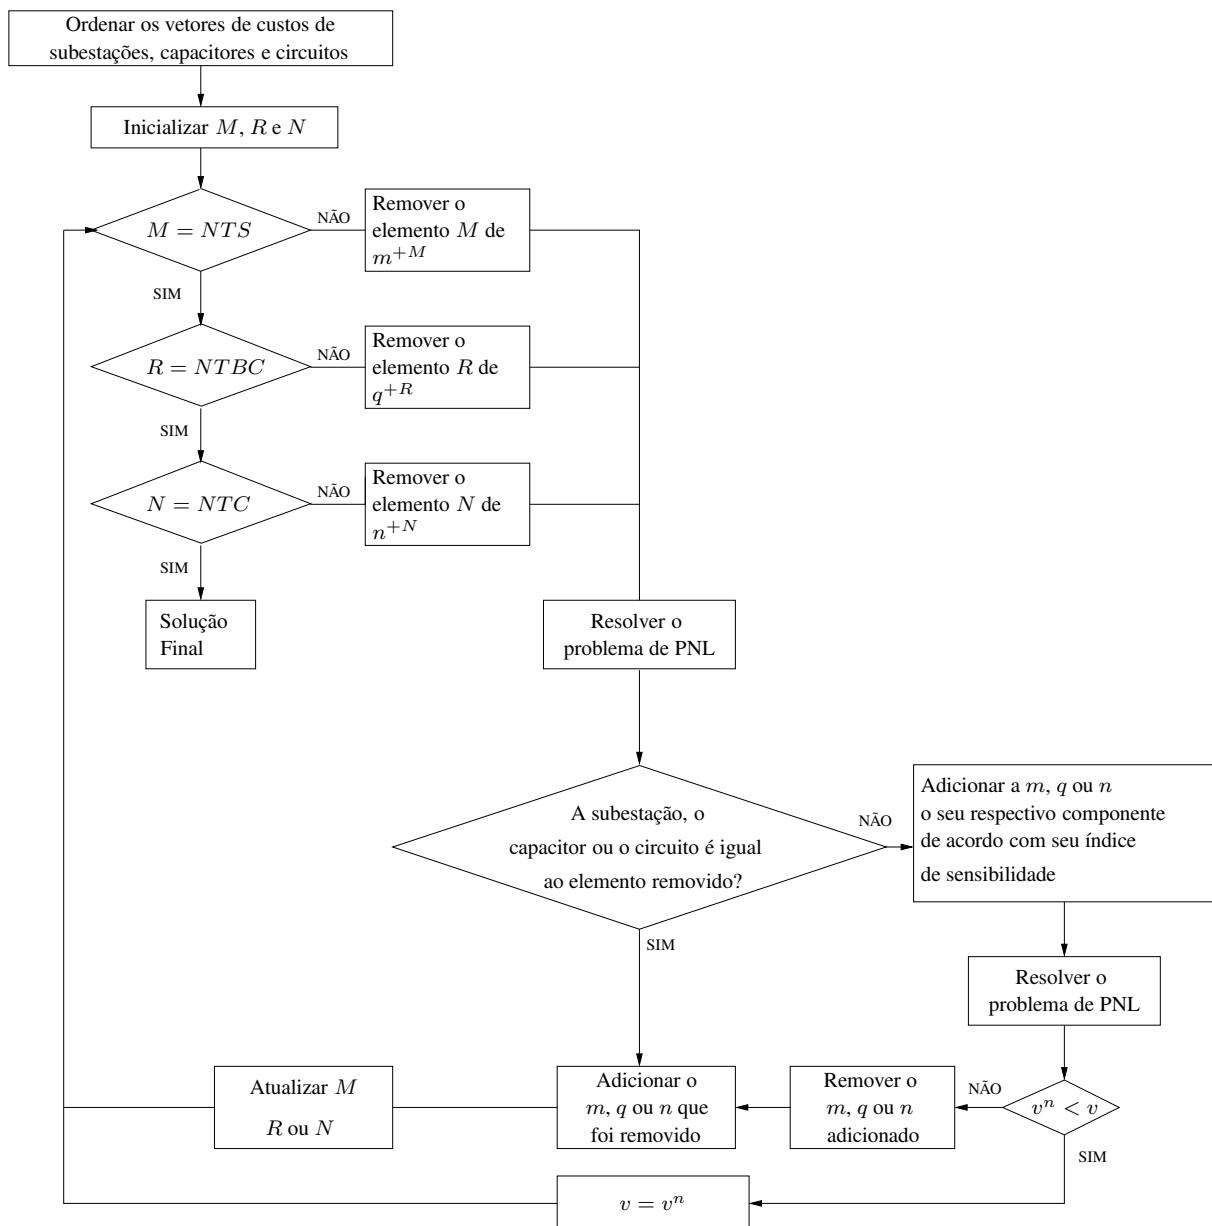 Ordenar os vetores de custos de
subestações, capacitores e circuitos
Inicializar M, R e N
M = NTS
NÃO
Remover o
elemento M de
m^{+M}
SIM
R = NTBC
NÃO
Remover o
elemento R de
q^{+R}
SIM
N = NTC
NÃO
Remover o
elemento N de
n^{+N}
SIM
Solução
Final
Resolver o
problema de PNL
A subestação, o
capacitor ou o circuito é igual
ao elemento removido?
NÃO
Adicionar a m, q ou n
o seu respectivo componente
de acordo com seu índice
de sensibilidade
SIM
Resolver o
problema de PNL
v^n < v
NÃO
Remover o
m, q ou n
adicionado
Adicionar o
m, q ou n que
foi removido
Atualizar M
R ou N
SIM
v = v^n